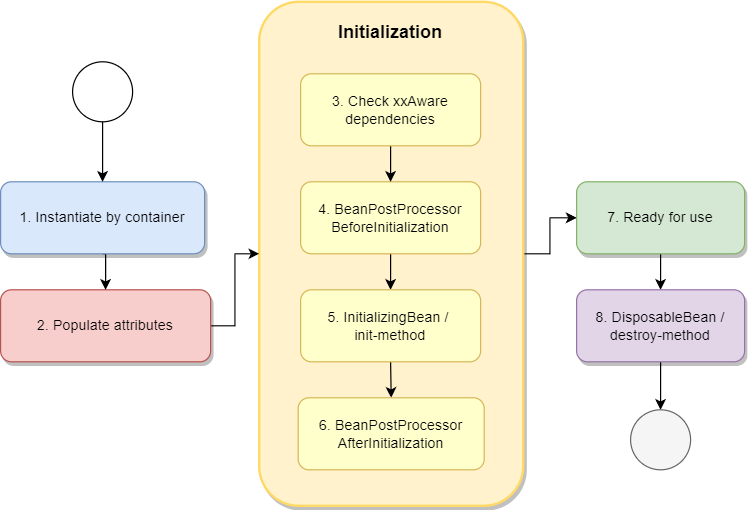 Initialization
3. Check xxAware
dependencies
1. Instantiate by container
4. BeanPostProcessor
BeforeInitialization
7. Ready for use
2. Populate attributes
5. InitializingBean /
init-method
8. DisposableBean /
destroy-method
6. BeanPostProcessor
AfterInitialization